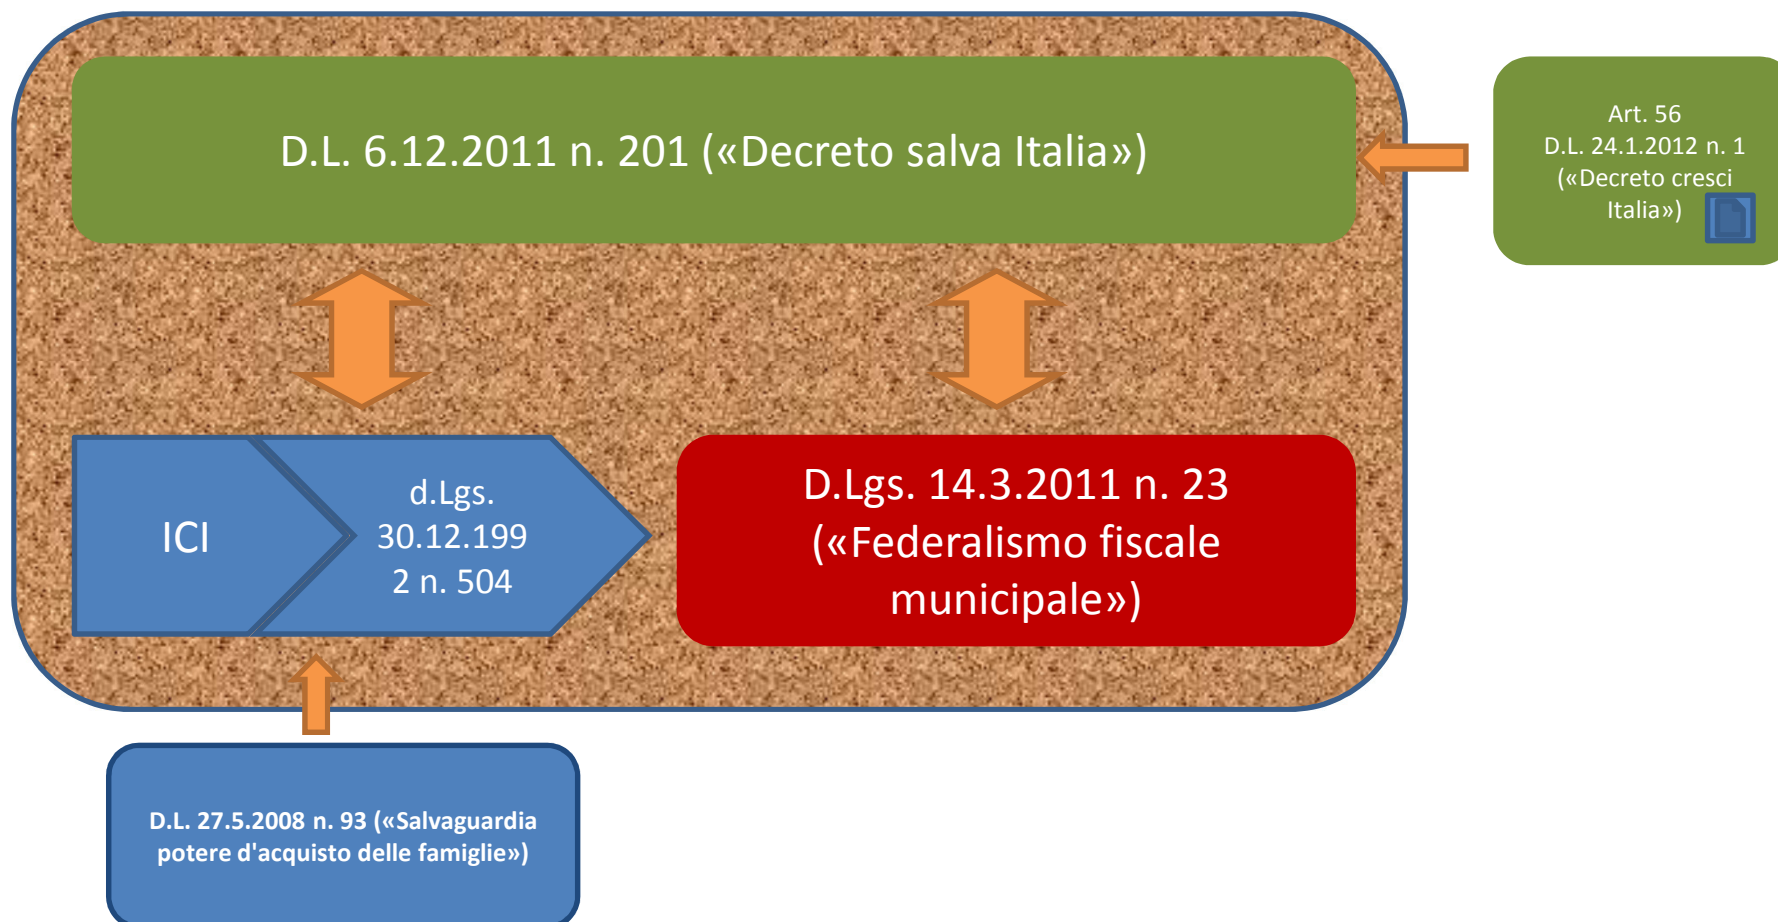 D.L. 6.12.2011 n. 201 («Decreto salva Italia»)
Art. 56
D.L. 24.1.2012 n. 1
(«Decreto cresci
Italia»)
ICI
d.Lgs.
30.12.199
2 n. 504
D.Lgs. 14.3.2011 n. 23
(«Federalismo fiscale
municipale»)
D.L. 27.5.2008 n. 93 («Salvaguardia
potere d'acquisto delle famiglie»)